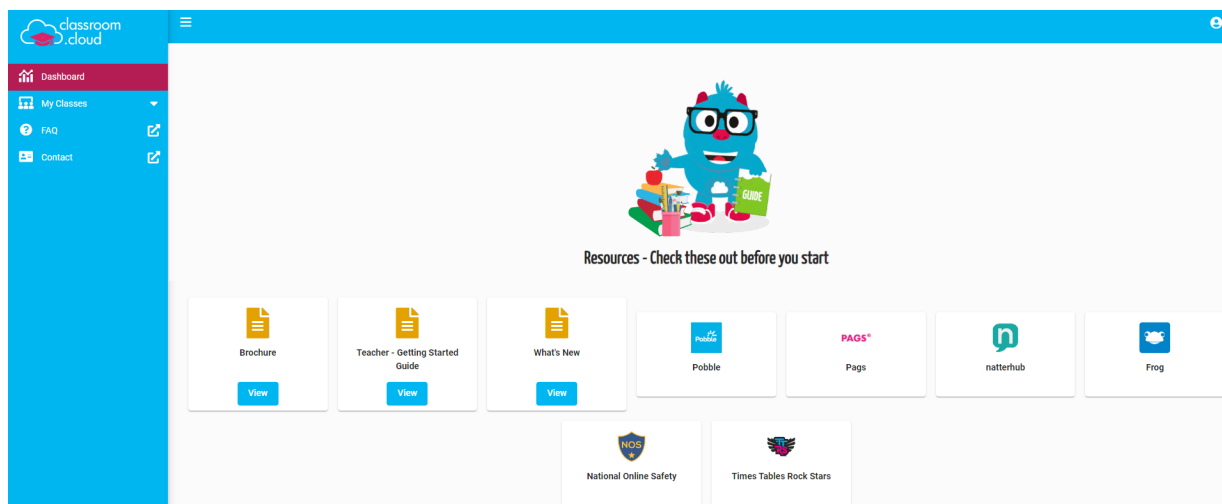 classroom
.cloud
Dashboard
My Classes
FAQ
Contact
GUIDE
Resources - Check these out before you start
Brochure
View
Teacher - Getting Started
Guide
View
What's New
View
Pobble
Pobble
PAGS®
Pags
natterhub
Frog
NOS
National Online Safety
Times Tables Rock Stars